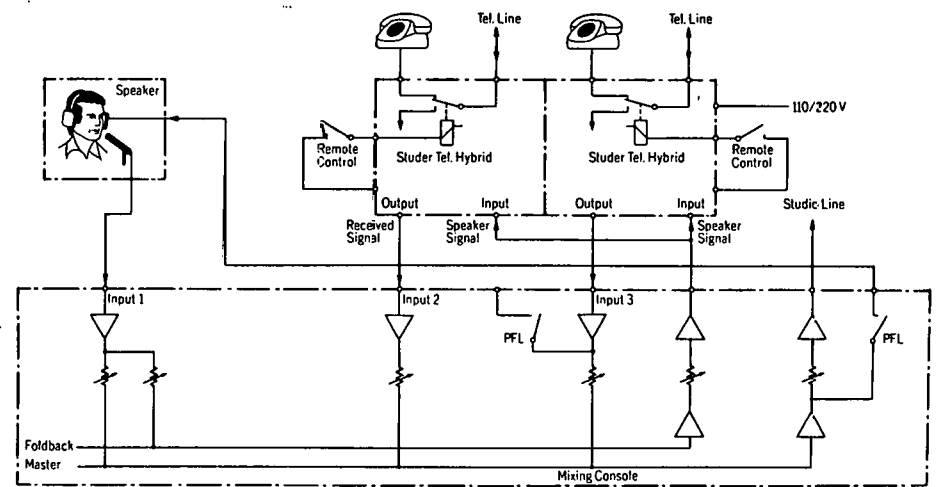 Tel. Line
Tel. Line
Speaker
110/220 V
Remote
Control
Studer Tel. Hybrid
Studer Tel. Hybrid
Remote
Control
Output
Input
Output
Input
Studio Line
Received
Signal
Speaker
Signal
Speaker
Signal
Input 1
Input 2
Input 3
PFL
PFL
Foldback
Master
Mixing Console